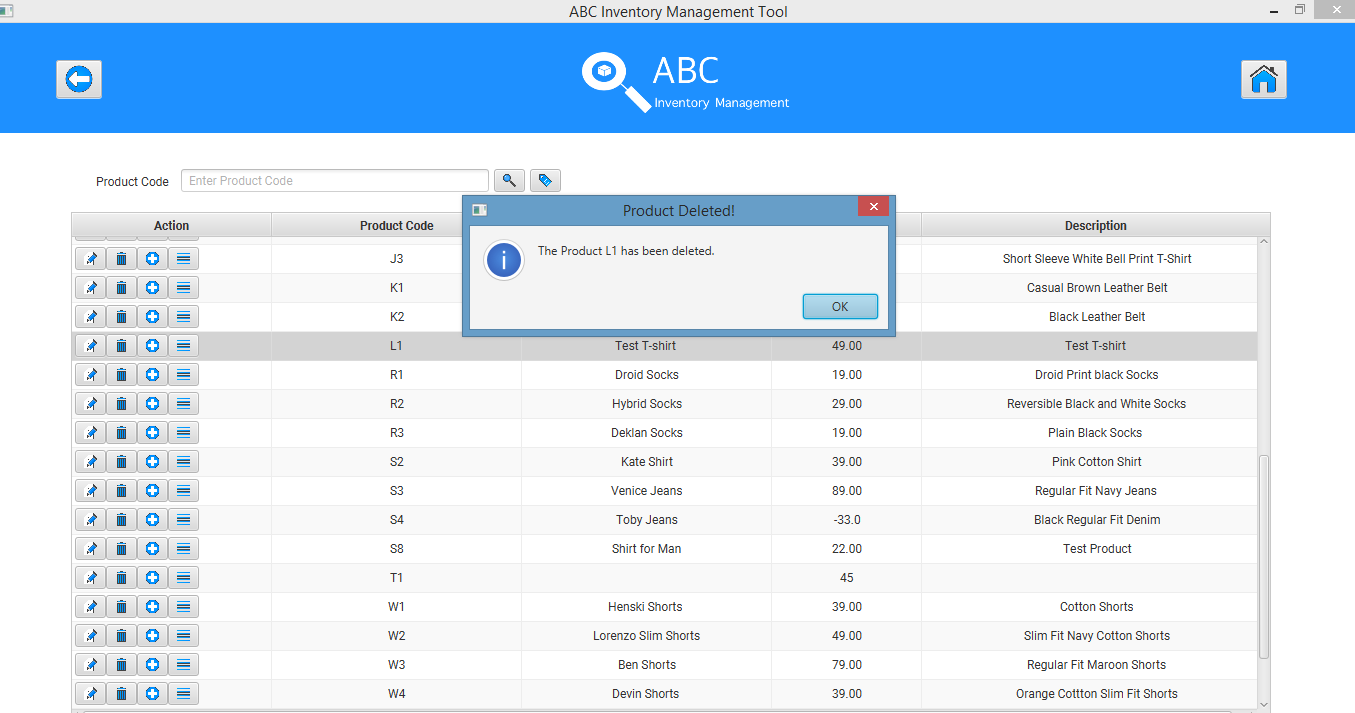 ABC Inventory Management Tool
ABC
Inventory Management
Product Code Enter Product Code
Product Deleted!
The Product L1 has been deleted.
OK
Action Product Code Description
J3 Short Sleeve White Bell Print T-Shirt
K1 Casual Brown Leather Belt
K2 Black Leather Belt
L1 Test T-shirt 49.00 Test T-shirt
R1 Droid Socks 19.00 Droid Print black Socks
R2 Hybrid Socks 29.00 Reversible Black and White Socks
R3 Deklan Socks 19.00 Plain Black Socks
S2 Kate Shirt 39.00 Pink Cotton Shirt
S3 Venice Jeans 89.00 Regular Fit Navy Jeans
S4 Toby Jeans -33.0 Black Regular Fit Denim
S8 Shirt for Man 22.00 Test Product
T1 45
W1 Henski Shorts 39.00 Cotton Shorts
W2 Lorenzo Slim Shorts 49.00 Slim Fit Navy Cotton Shorts
W3 Ben Shorts 79.00 Regular Fit Maroon Shorts
W4 Devin Shorts 39.00 Orange Cottton Slim Fit Shorts